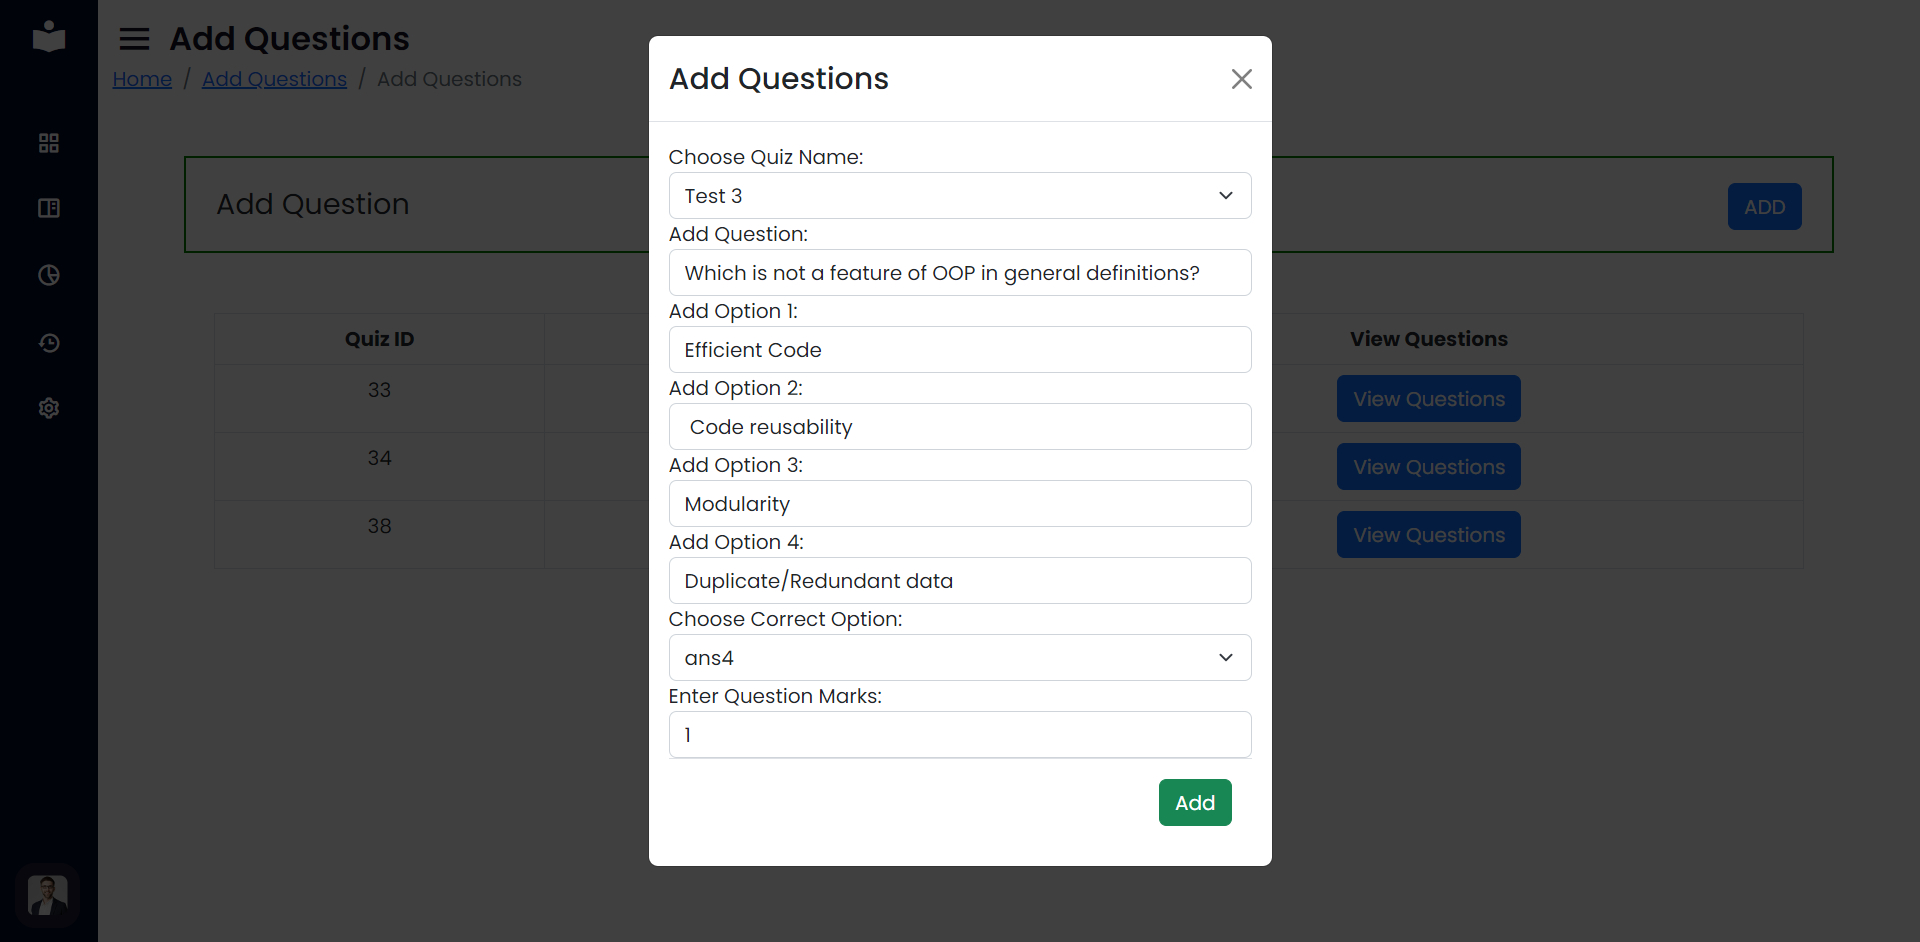 Add Questions
Home / Add Questions / Add Questions
Add Question
ADD
Quiz ID
View Questions
33
View Questions
34
View Questions
38
View Questions
Add Questions
Choose Quiz Name:
Test 3
Add Question:
Which is not a feature of OOP in general definitions?
Add Option 1:
Efficient Code
Add Option 2:
Code reusability
Add Option 3:
Modularity
Add Option 4:
Duplicate/Redundant data
Choose Correct Option:
ans4
Enter Question Marks:
1
Add